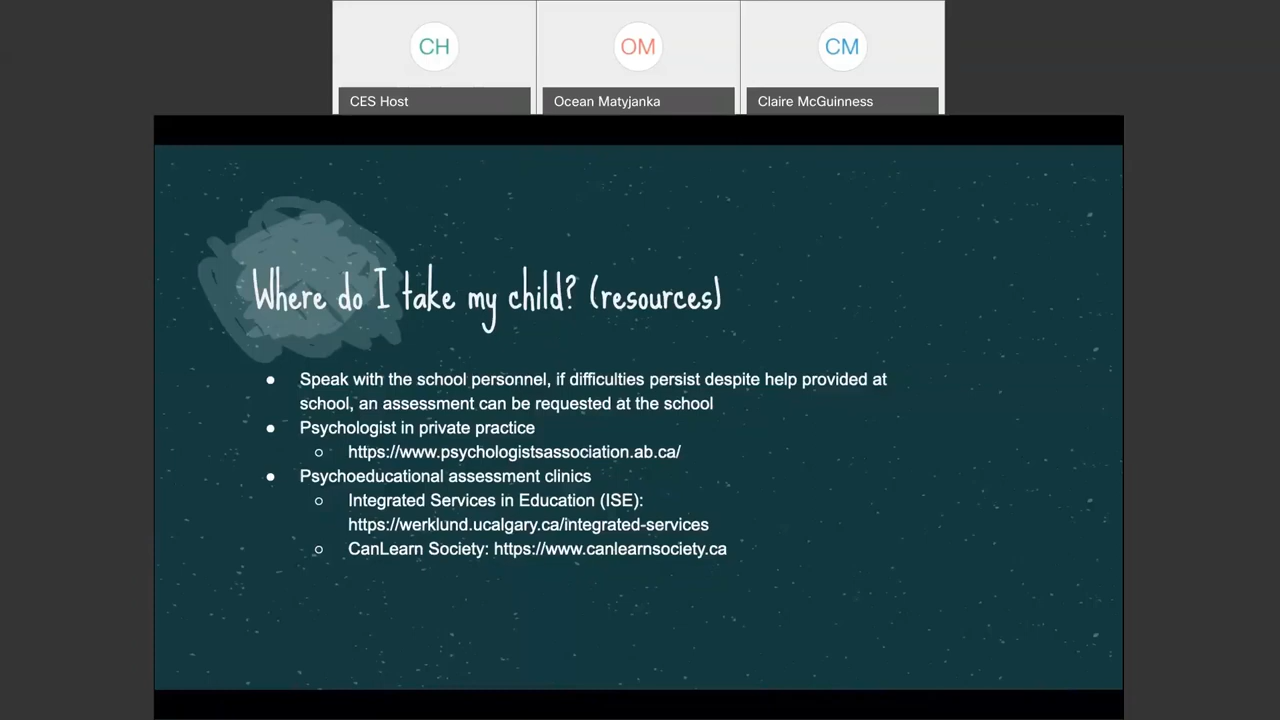 CH
OM
CM
CES Host
Ocean Matyjanka
Claire McGuinness
Where do I take my child? (resources)
● Speak with the school personnel, if difficulties persist despite help provided at
school, an assessment can be requested at the school
● Psychologist in private practice
○ https://www.psychologistsassociation.ab.ca/
● Psychoeducational assessment clinics
○ Integrated Services in Education (ISE):
https://werklund.ucalgary.ca/integrated-services
○ CanLearn Society: https://www.canlearnsociety.ca